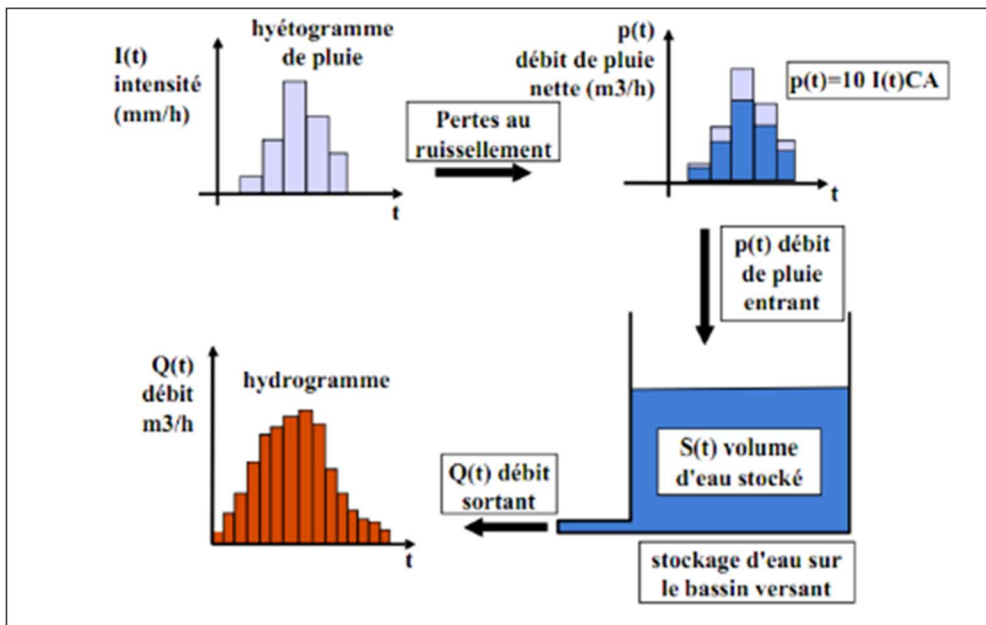 hyétogramme
de pluie
I(t)
intensité
(mm/h)
t
Pertes au
ruissellement
p(t)
débit de pluie
nette (m3/h)
p(t)=10 I(t)CA
t
p(t) débit
de pluie
entrant
S(t) volume
d'eau stocké
stockage d'eau sur
le bassin versant
Q(t) débit
sortant
Q(t)
débit
m3/h
hydrogramme
t